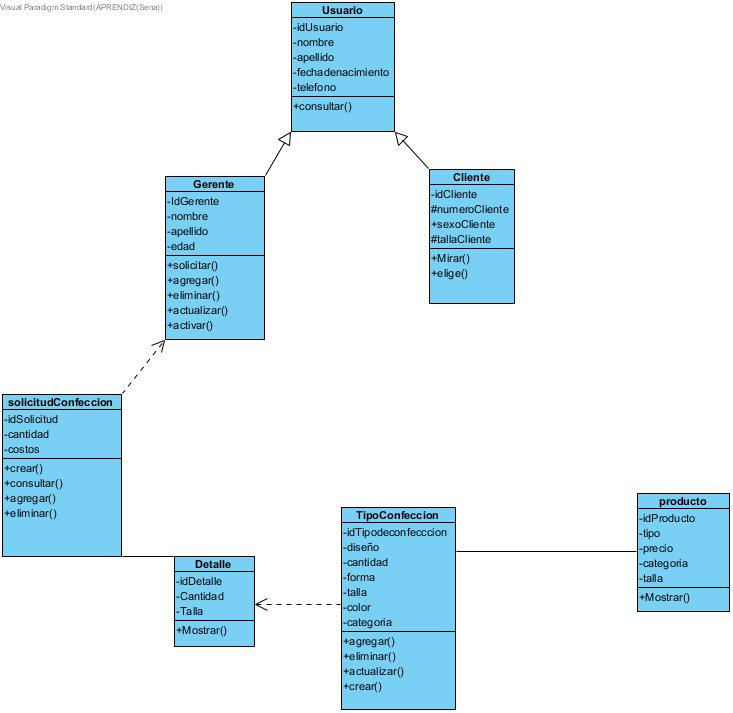 Visual Paradigm Standard(APRENDIZ(Sena))
Usuario
-idUsuario
-nombre
-apellido
-fechadenacimiento
-telefono
+consultar()
Gerente
-IdGerente
-nombre
-apellido
-edad
+solicitar()
+agregar()
+eliminar()
+actualizar()
+activar()
Cliente
-idCliente
#numeroCliente
+sexoCliente
#tallaCliente
+Mirar()
+elige()
solicitudConfeccion
-idSolicitud
-cantidad
-costos
+crear()
+consultar()
+agregar()
+eliminar()
Detalle
-idDetalle
-Cantidad
-Talla
+Mostrar()
TipoConfeccion
-idTipodeconfecccion
-diseño
-cantidad
-forma
-talla
-color
-categoria
+agregar()
+eliminar()
+actualizar()
+crear()
producto
-idProducto
-tipo
-precio
-categoria
-talla
+Mostrar()